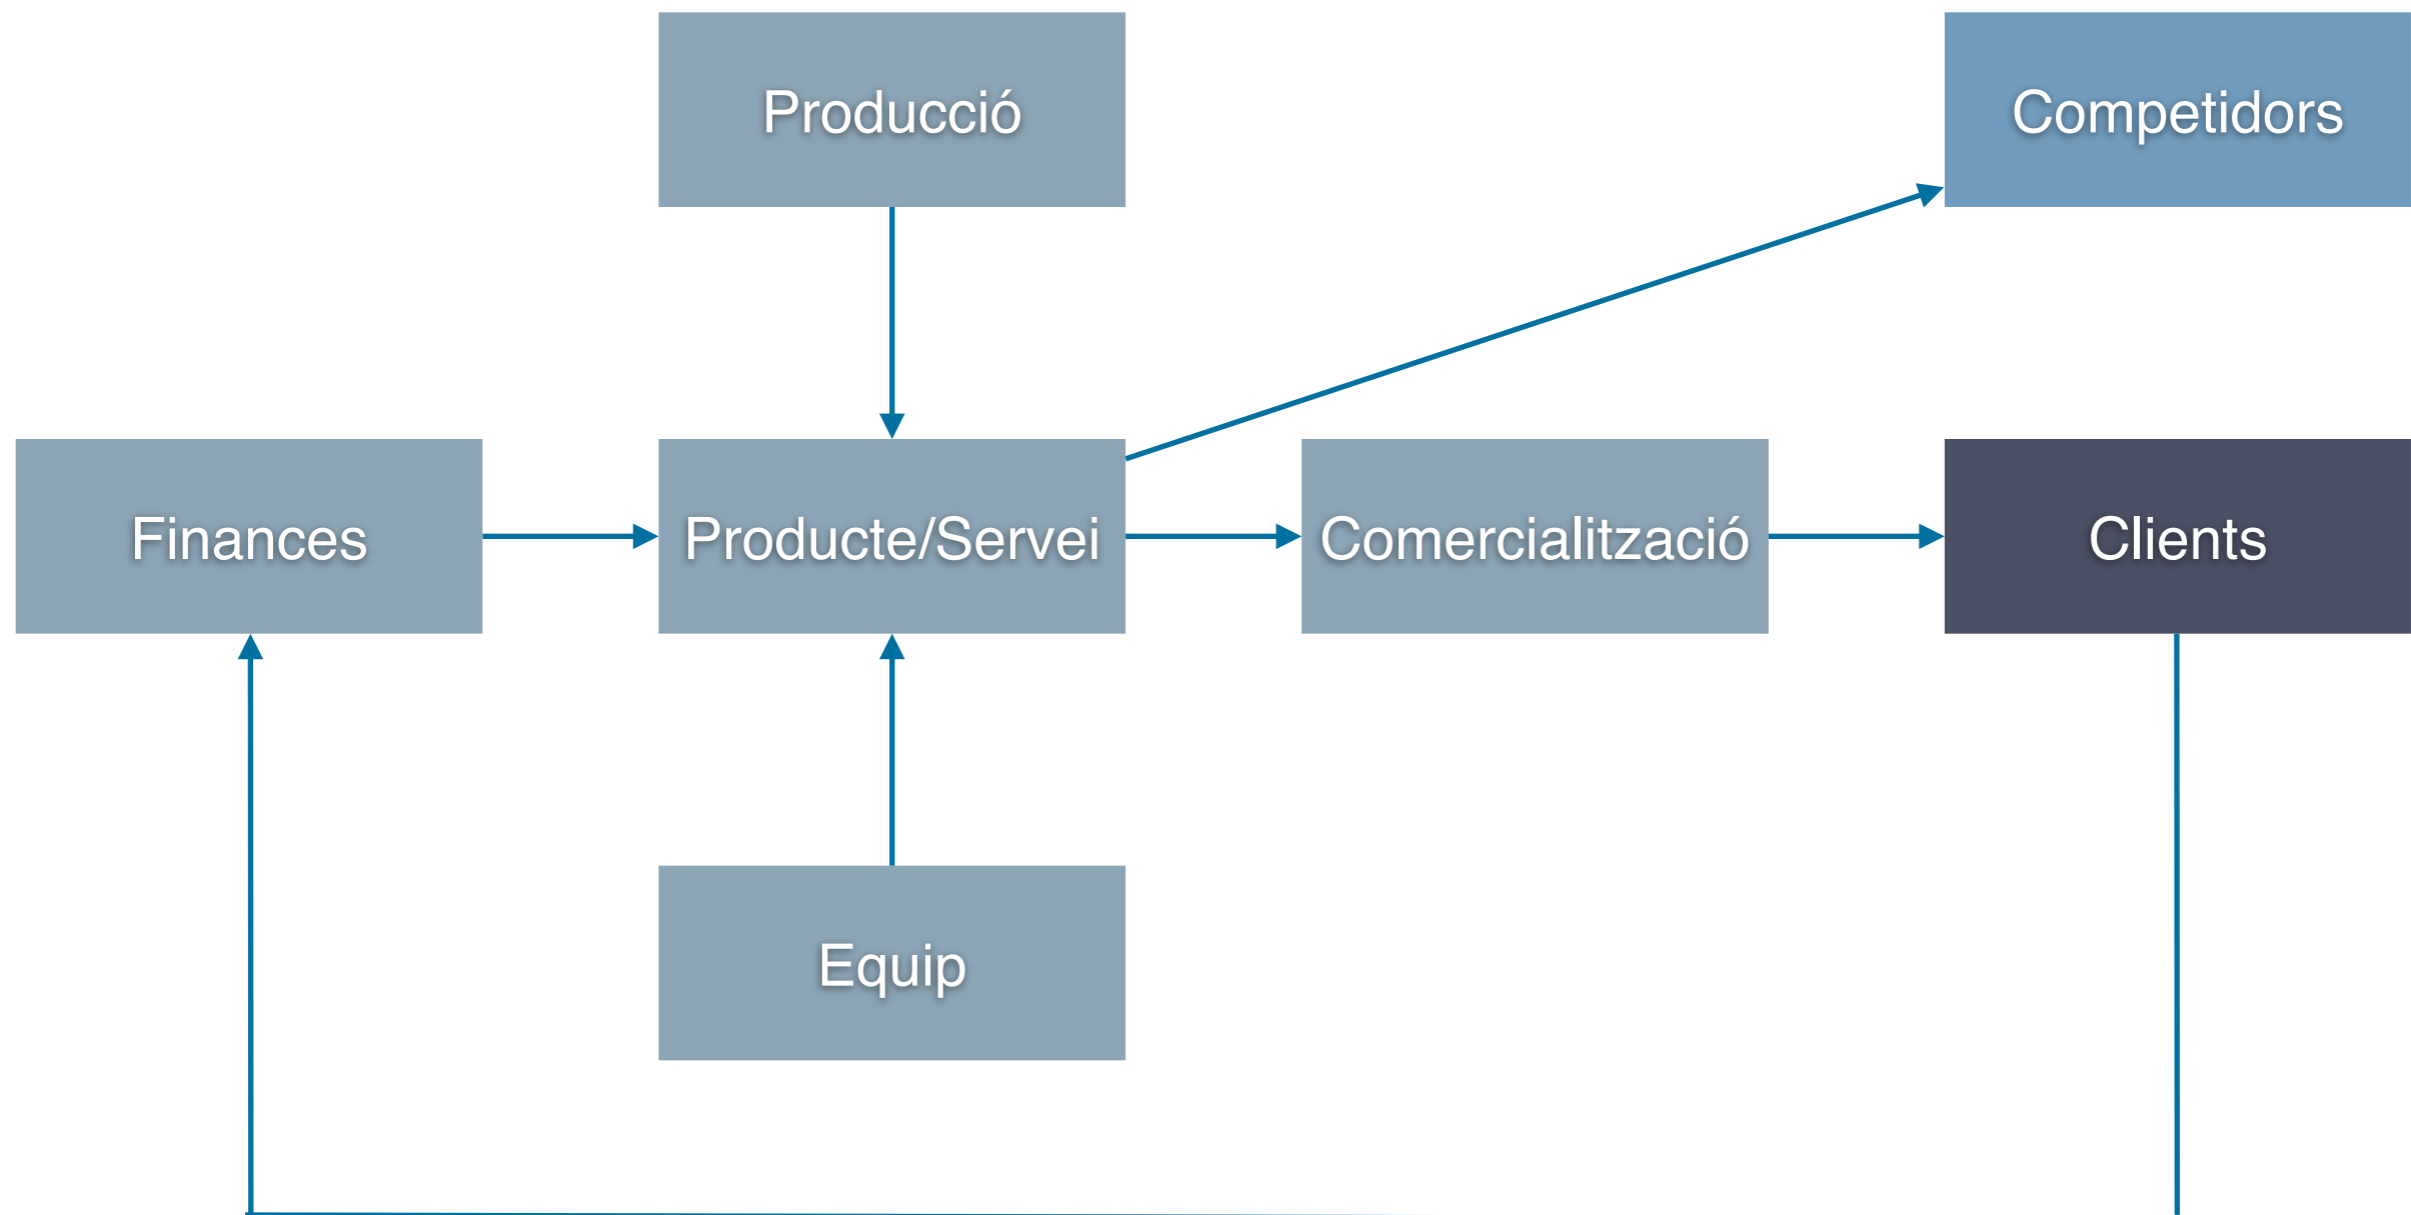 Producció
Competidors
Finances
Producte/Servei
Comercialització
Clients
Equip